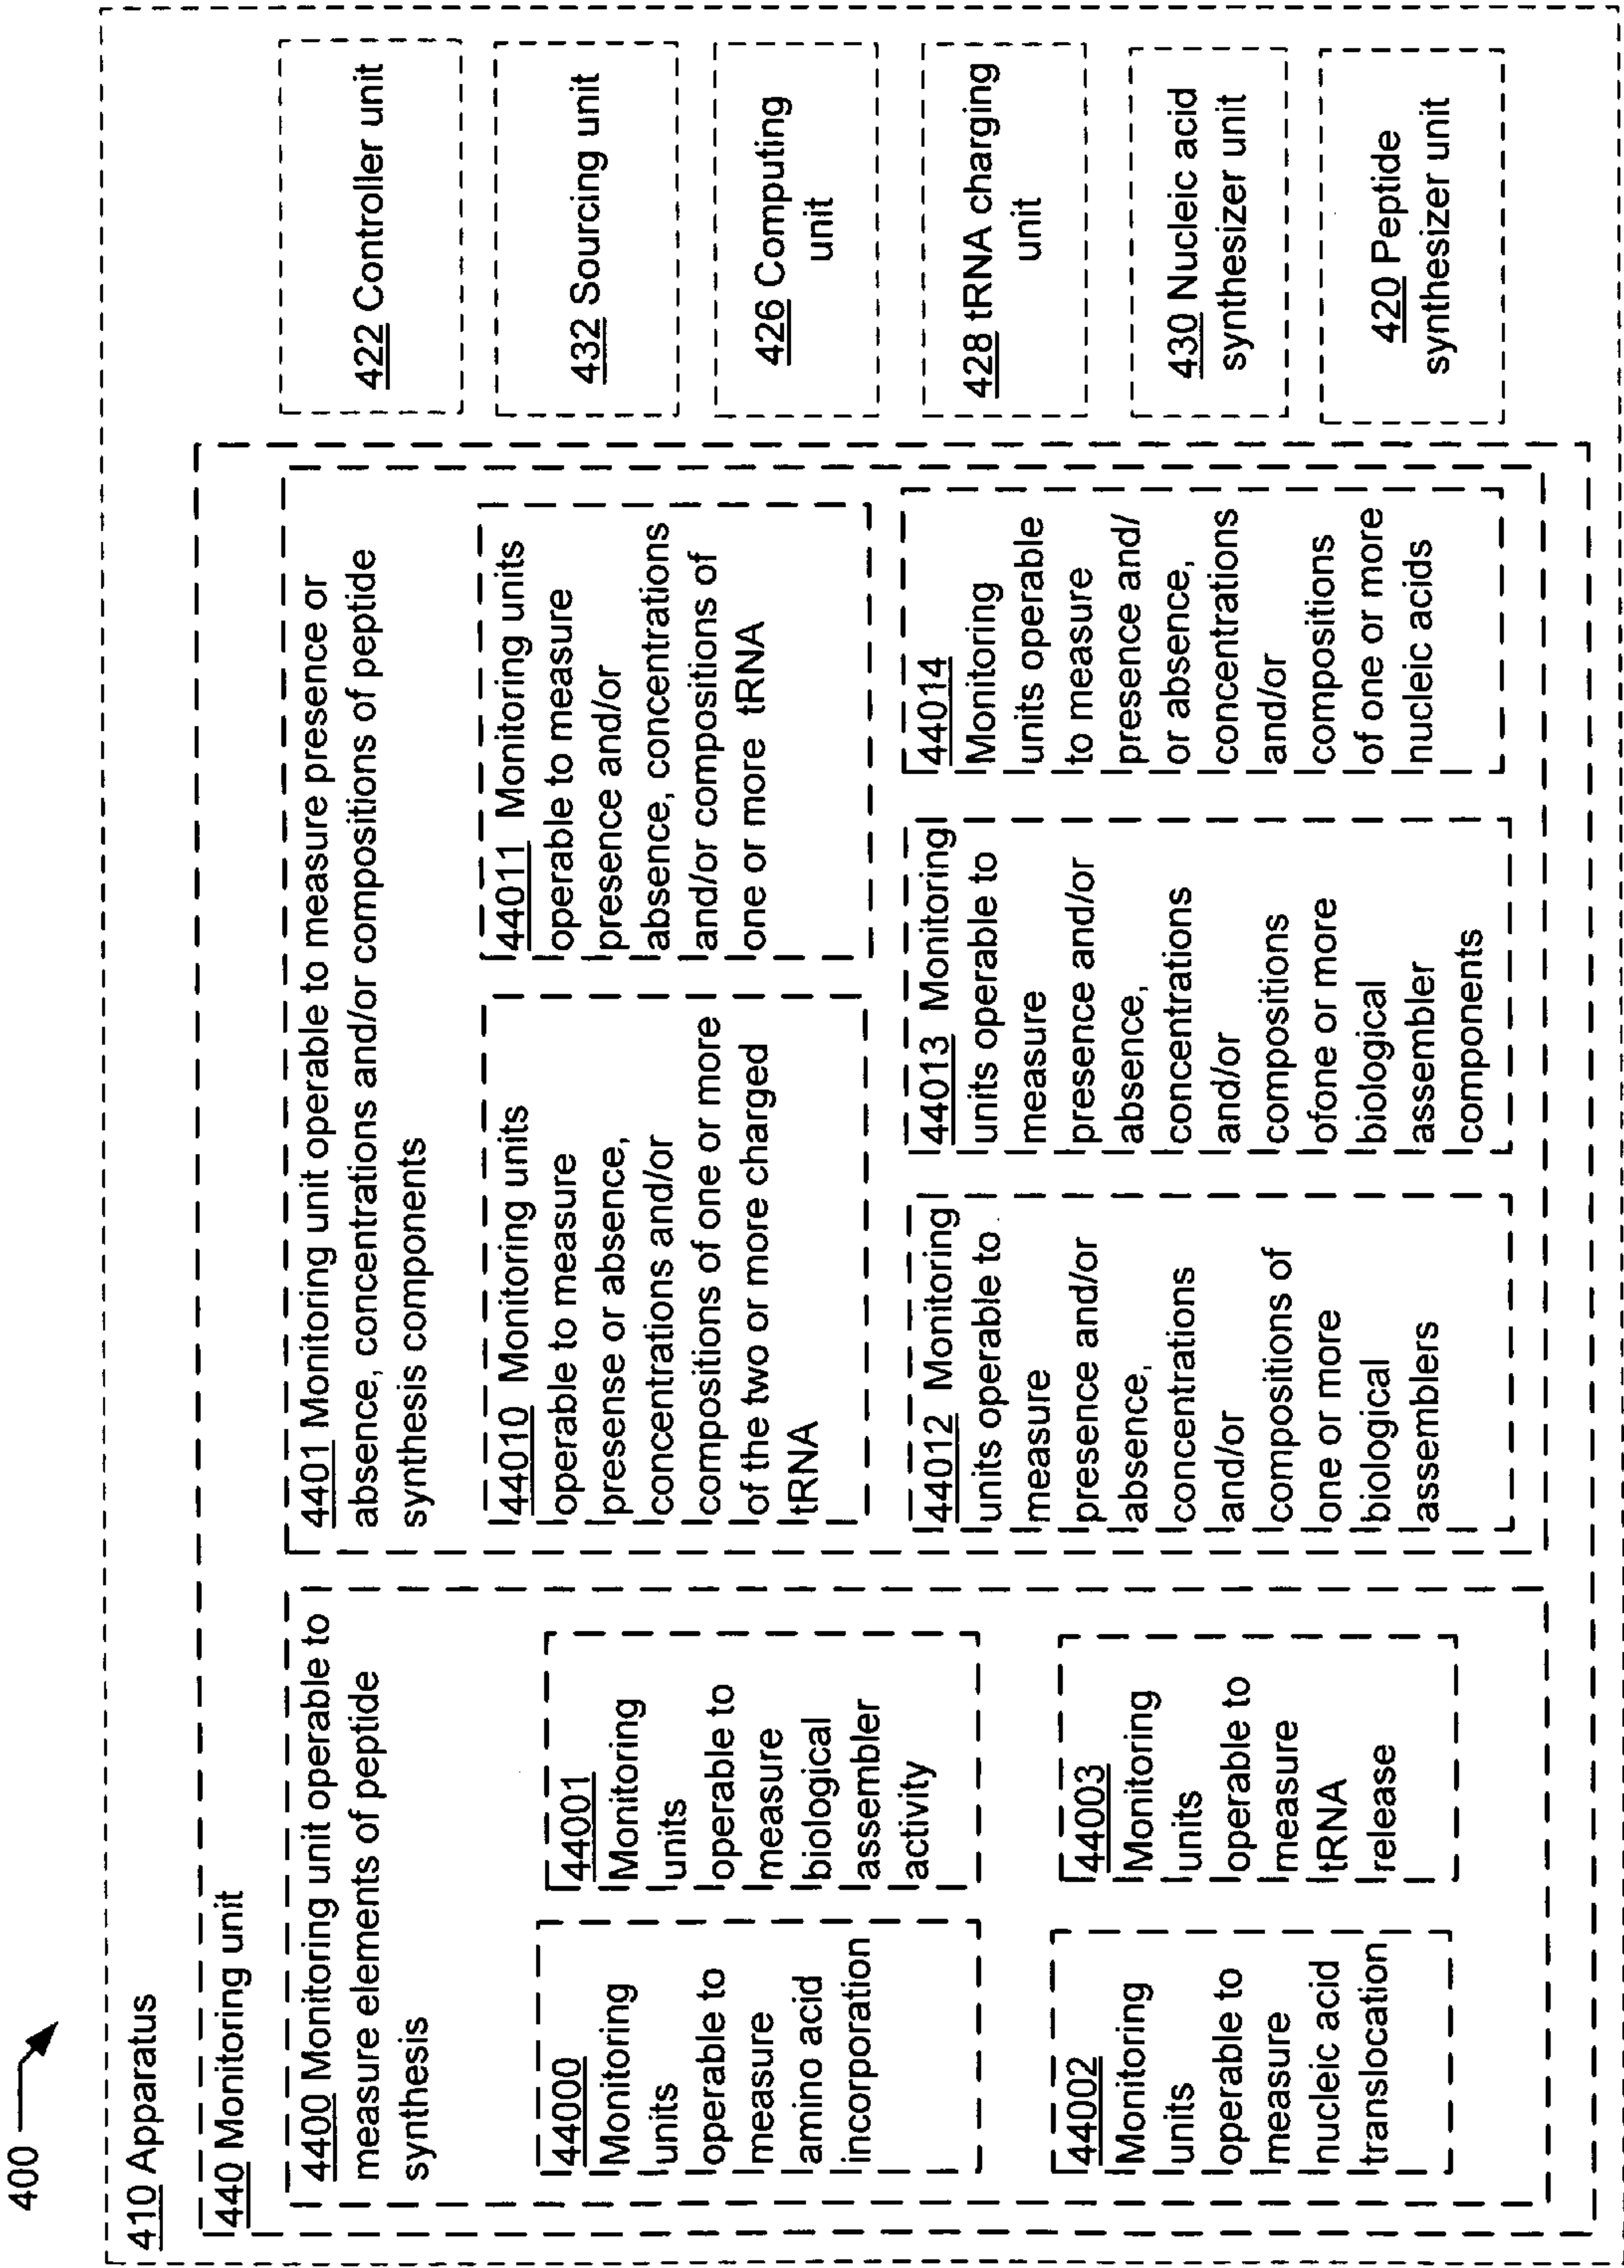 400
410 Apparatus
440 Monitoring unit
4400 Monitoring unit operable to
measure elements of peptide
synthesis
44000
Monitoring
units
operable to
measure
amino acid
incorporation
44001
Monitoring
units
operable to
measure
biological
assembler
activity
44002
Monitoring
units
operable to
measure
nucleic acid
translocation
44003
Monitoring
units
operable to
measure
tRNA
release
4401 Monitoring unit operable to measure presence or
absence, concentrations and/or compositions of peptide
synthesis components
44010 Monitoring units
operable to measure
presense or absence,
concentrations and/or
compositions of one or more
of the two or more charged
tRNA
44011 Monitoring units
operable to measure
presence and/or
absence, concentrations
and/or compositions of
one or more tRNA
44012 Monitoring
units operable to
measure
presence and/or
absence,
concentrations
and/or
compositions of
one or more
biological
assemblers
44013 Monitoring
units operable to
measure
presence and/or
absence,
concentrations
and/or
compositions
ofone or more
biological
assembler
components
44014
Monitoring
units operable
to measure
presence and/
or absence,
concentrations
and/or
compositions
of one or more
nucleic acids
422 Controller unit
432 Sourcing unit
426 Computing
unit
428 tRNA charging
unit
430 Nucleic acid
synthesizer unit
420 Peptide
synthesizer unit